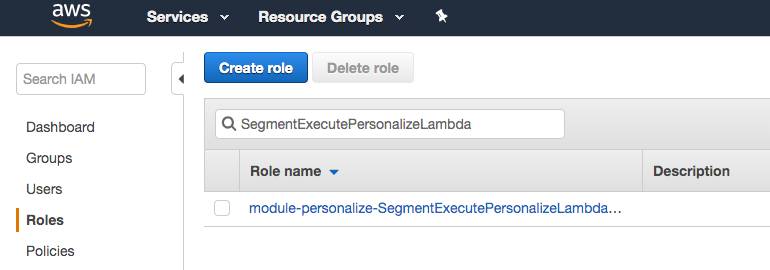 aws Services Resource Groups
Search IAM
Create role Delete role
SegmentExecutePersonalizeLambda
Dashboard
Groups
Users
Roles
Policies
Role name Description
module-personalize-SegmentExecutePersonalizeLambda…